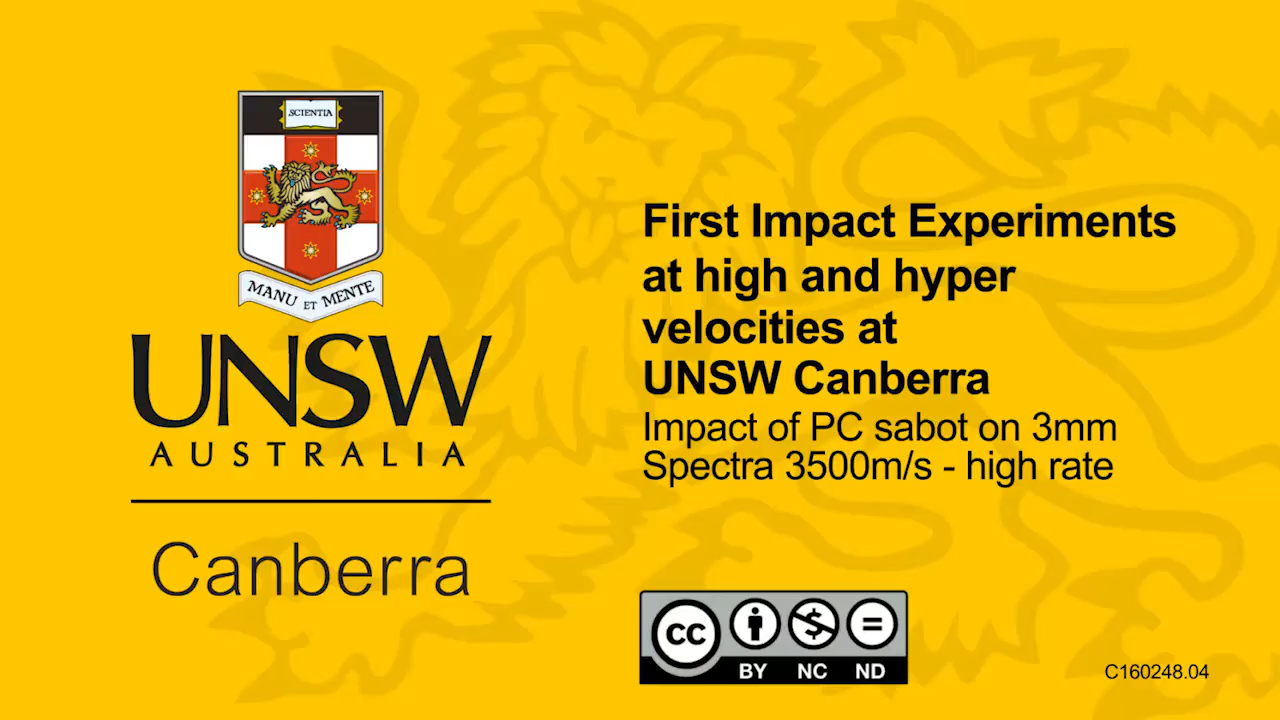 SCIENTIA
MANU ET MENTE
UNSW
AUSTRALIA
Canberra
First Impact Experiments
at high and hyper
velocities at
UNSW Canberra
Impact of PC sabot on 3mm
Spectra 3500m/s - high rate
CC
BY NC ND
C160248.04